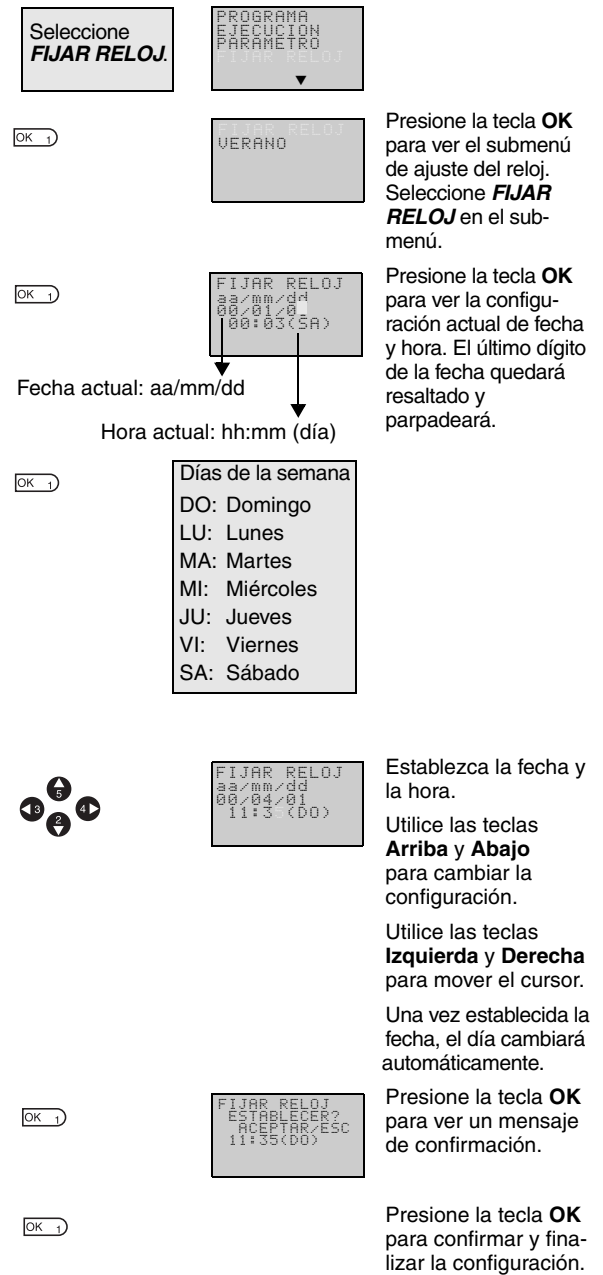 Seleccione
FIJAR RELOJ.
PROGRAMA
EJECUCION
PARAMETRO
FIJAR RELOJ
OK 1
FIJAR RELOJ
VERANO
Presione la tecla OK
para ver el submenú
de ajuste del reloj.
Seleccione FIJAR
RELOJ en el sub-
menú.
OK 1
FIJAR RELOJ
aa/mm/dd
00/01/0
00:03(SA)
Presione la tecla OK
para ver la configu-
ración actual de fecha
y hora. El último dígito
de la fecha quedará
resaltado y
parpadeará.
Fecha actual: aa/mm/dd
Hora actual: hh:mm (día)
OK 1
Días de la semana
DO: Domingo
LU: Lunes
MA: Martes
MI: Miércoles
JU: Jueves
VI: Viernes
SA: Sábado
5
3 4
2
FIJAR RELOJ
aa/mm/dd
00/04/01
11:3 (DO)
Establezca la fecha y
la hora.
Utilice las teclas
Arriba y Abajo
para cambiar la
configuración.
Utilice las teclas
Izquierda y Derecha
para mover el cursor.
Una vez establecida la
fecha, el día cambiará
automáticamente.
OK 1
FIJAR RELOJ
ESTABLECER?
ACEPTAR/ESC
11:35(DO)
Presione la tecla OK
para ver un mensaje
de confirmación.
OK 1
Presione la tecla OK
para confirmar y fina-
lizar la configuración.